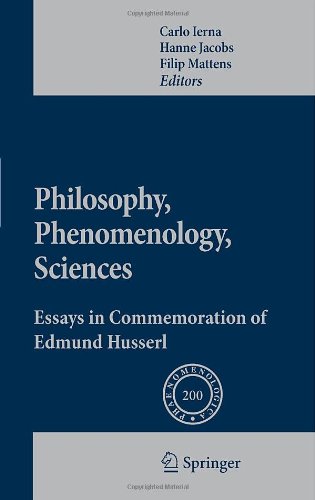 Carlo Ierna
Hanne Jacobs
Filip Mattens
Editors
Philosophy,
Phenomenology,
Sciences
Essays in Commemoration of
Edmund Husserl
PHAENOMENOLOGICA
200
Springer